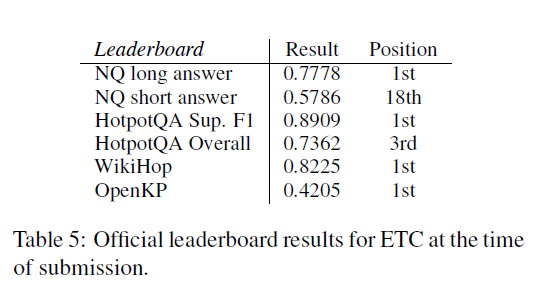 Leaderboard Result Position
NQ long answer 0.7778 1st
NQ short answer 0.5786 18th
HotpotQA Sup. F1 0.8909 1st
HotpotQA Overall 0.7362 3rd
WikiHop 0.8225 1st
OpenKP 0.4205 1st
Table 5: Official leaderboard results for ETC at the time
of submission.